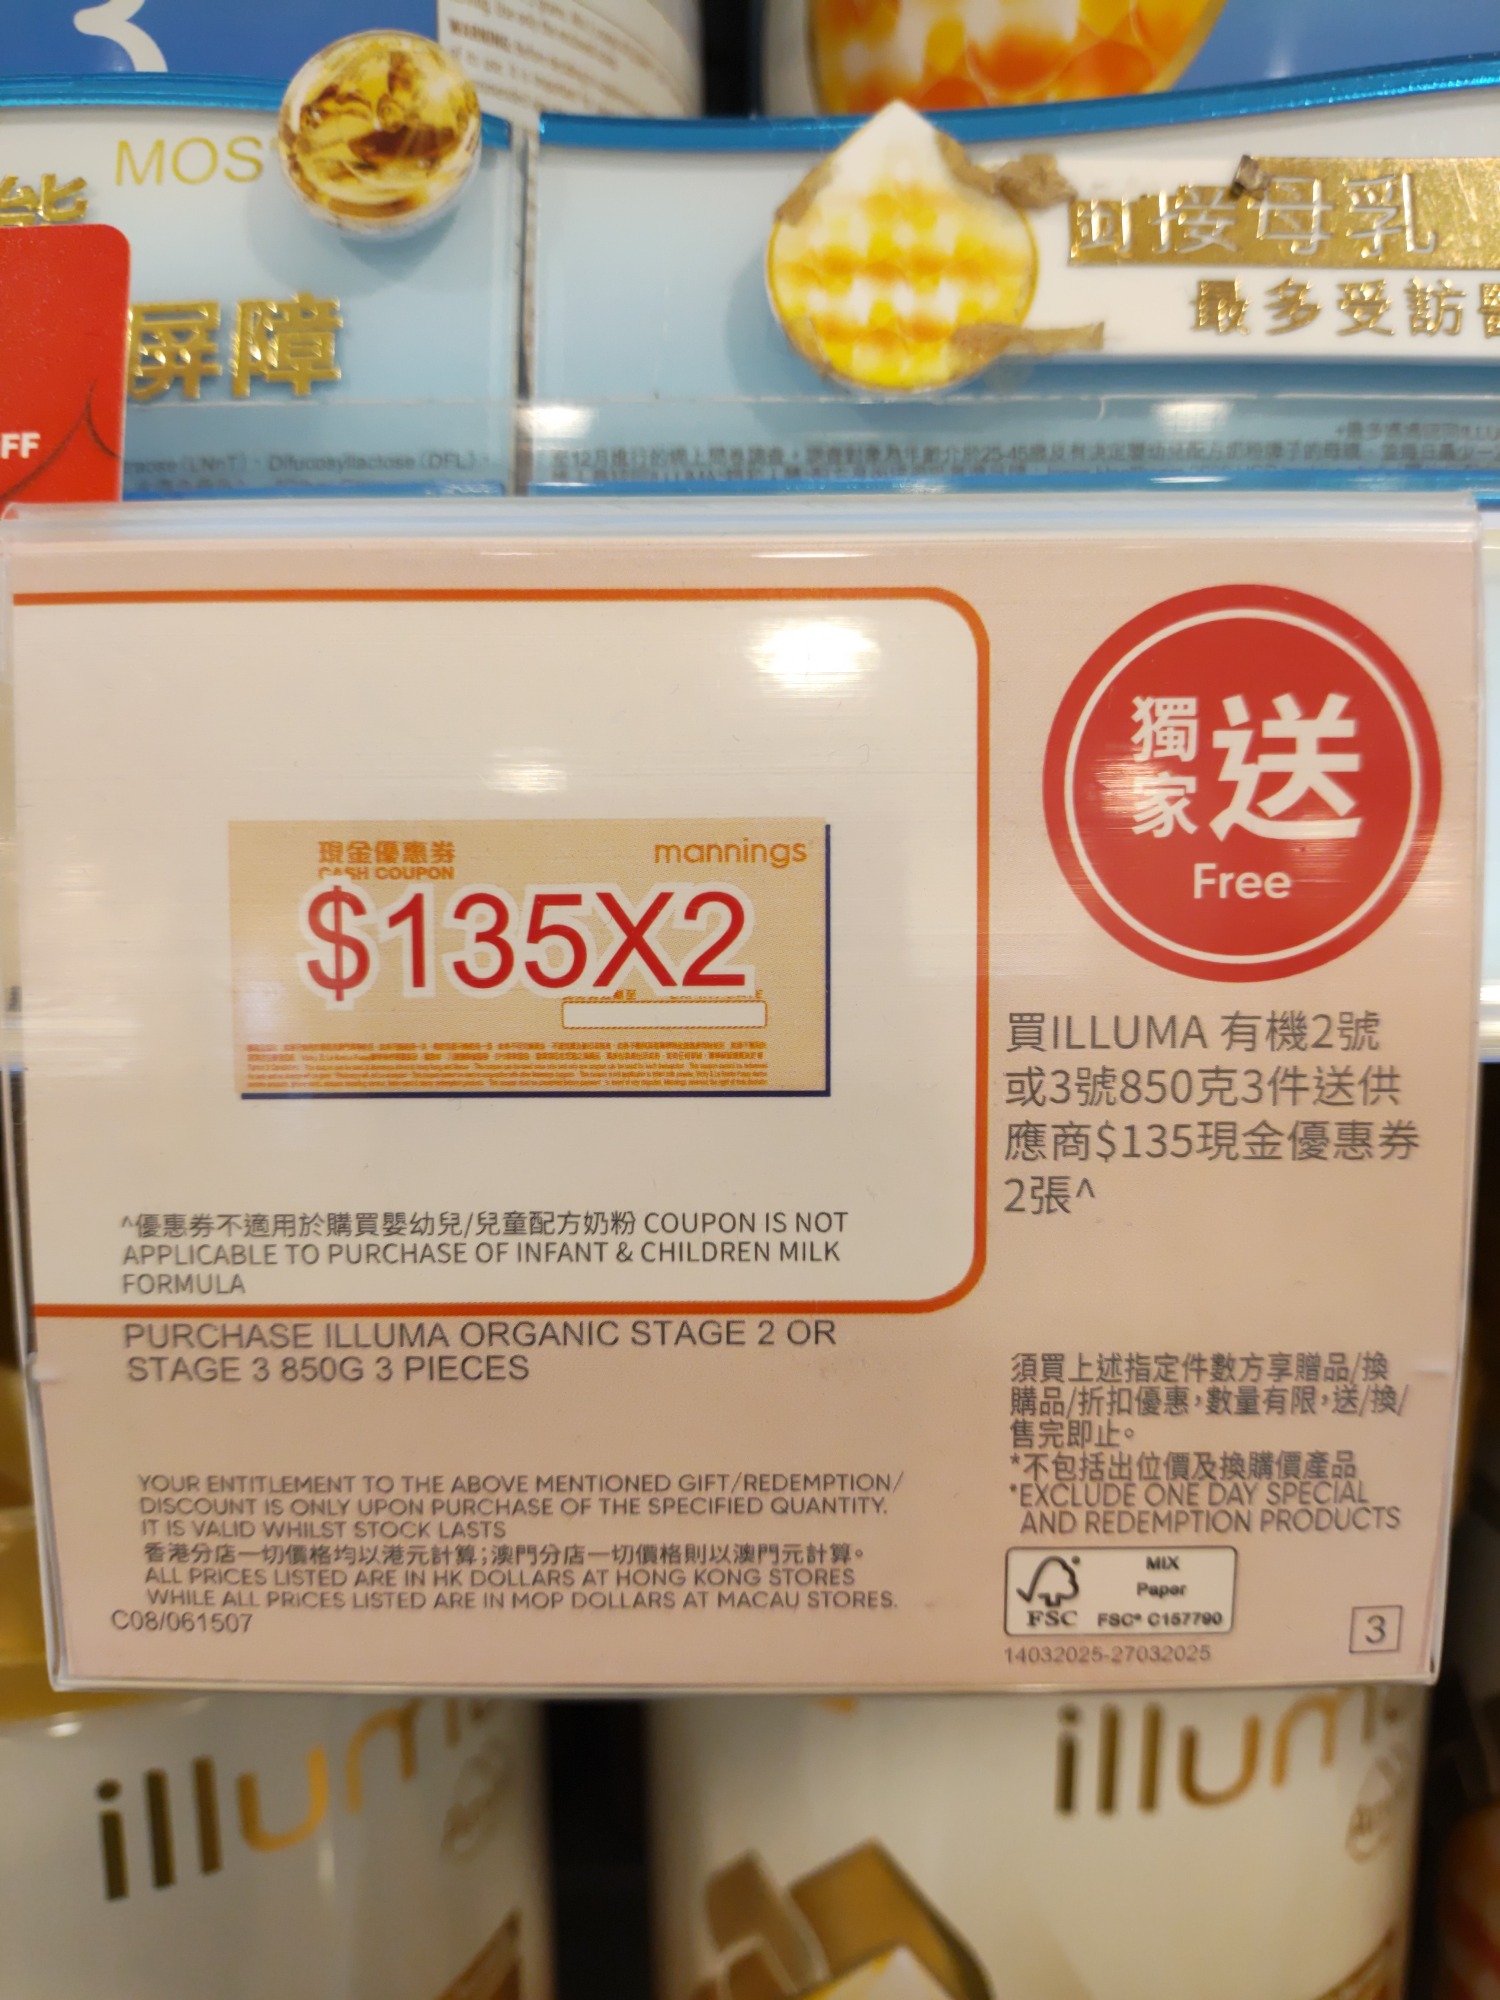 MOS
屏障
銜接母乳
最多受訪
FF
獨家送
Free
現金優惠券
CASH COUPON
mannings
$135X2
買ILLUMA 有機2號
或3號850克3件送供
應商$135現金優惠券
2張^
^優惠券不適用於購買嬰幼兒/兒童配方奶粉 COUPON IS NOT
APPLICABLE TO PURCHASE OF INFANT & CHILDREN MILK
FORMULA
PURCHASE ILLUMA ORGANIC STAGE 2 OR
STAGE 3 850G 3 PIECES
須買上述指定件數方享贈品/換
購品/折扣優惠，數量有限，送/換/
售完即止。
*不包括出位價及換購價產品
*EXCLUDE ONE DAY SPECIAL
AND REDEMPTION PRODUCTS
YOUR ENTITLEMENT TO THE ABOVE MENTIONED GIFT/REDEMPTION/
DISCOUNT IS ONLY UPON PURCHASE OF THE SPECIFIED QUANTITY.
IT IS VALID WHILST STOCK LASTS
香港分店一切價格均以港元計算；澳門分店一切價格則以澳門元計算。
ALL PRICES LISTED ARE IN HK DOLLARS AT HONG KONG STORES
WHILE ALL PRICES LISTED ARE IN MOP DOLLARS AT MACAU STORES.
C08/061507
FSC
MIX
Paper
FSC® C157790
3
14032025-27032025
illum
illum